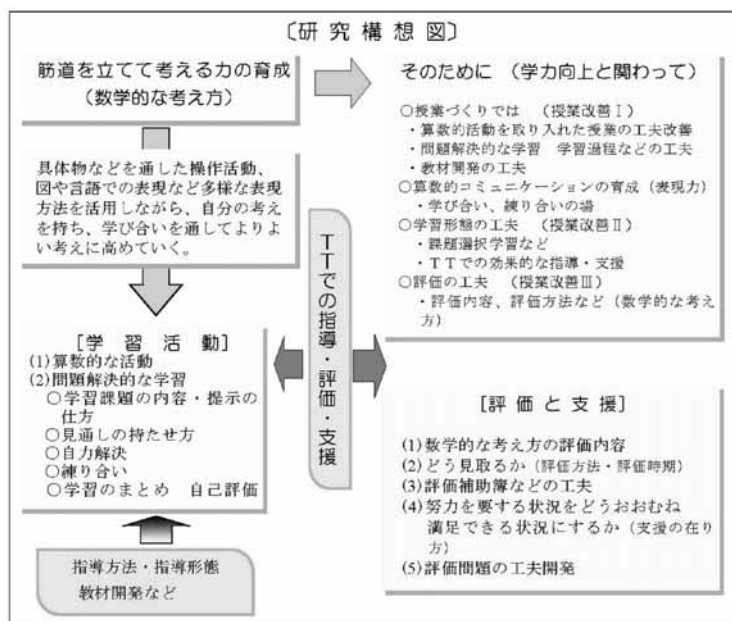 〔研究構想図〕
筋道を立てて考える力の育成
(数学的な考え方)
具体物などを通した操作活動、
図や言語での表現など多様な表現
方法を活用しながら、自分の考え
を持ち、学び合いを通してよりよ
い考えに高めていく。
[学習活動]
(1)算数的な活動
(2)問題解決的な学習
○学習課題の内容・提示の
仕方
○見通しの持たせ方
○自力解決
○練り合い
○学習のまとめ 自己評価
指導方法・指導形態
教材開発など
TTでの指導・評価・支援
そのために (学力向上と関わって)
○授業づくりでは (授業改善Ⅰ)
・算数的活動を取り入れた授業の工夫改善
・問題解決的な学習 学習過程などの工夫
・教材開発の工夫
○算数的コミュニケーションの育成(表現力)
・学び合い、練り合いの場
○学習形態の工夫 (授業改善Ⅱ)
・課題選択学習など
・TTでの効果的な指導・支援
○評価の工夫 (授業改善Ⅲ)
・評価内容、評価方法など(数学的な考え
方)
[評価と支援]
(1)数学的な考え方の評価内容
(2)どう見取るか(評価方法・評価時期)
(3)評価補助簿などの工夫
(4)努力を要する状況をどうおおむね
満足できる状況にするか(支援の在り
方)
(5)評価問題の工夫開発